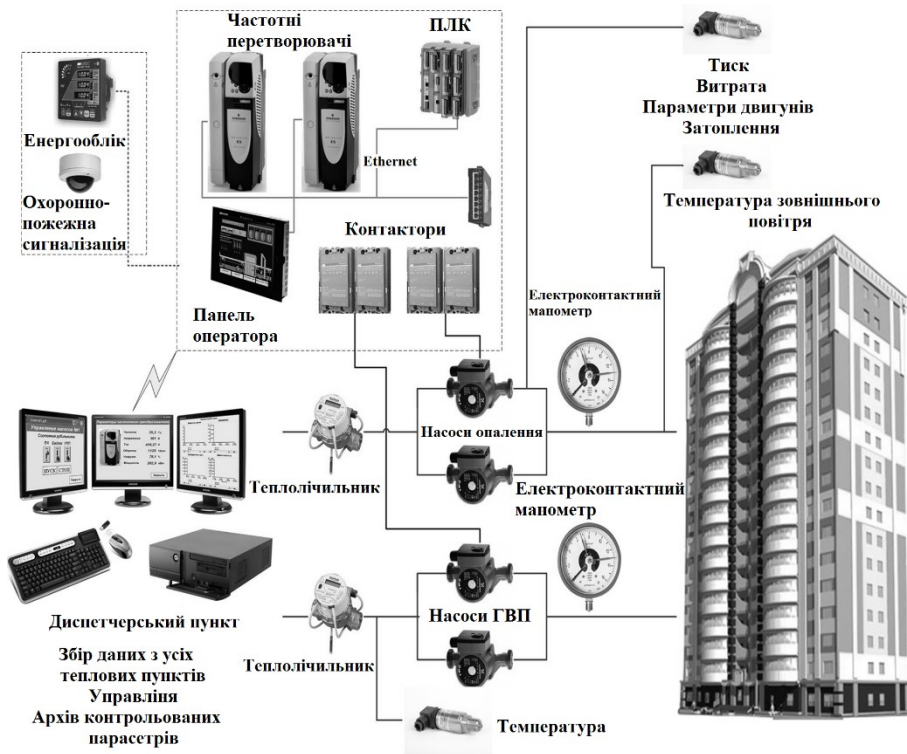 Частотні
перетворювачі
ПЛК
Енергооблік
Охоронно-
пожежна
сигналізація
Ethernet
Контактори
Панель
оператора
Тиск
Витрата
Параметри двигунів
Затоплення
Температура зовнішнього
повітря
Електроконтактний
манометр
Насоси опалення
Теплолічильник
Електроконтактний
манометр
Насоси ГВП
Теплолічильник
Температура
Диспетчерський пункт
Збір даних з усіх
теплових пунктів
Управліня
Архів контрольованих
парасетрів